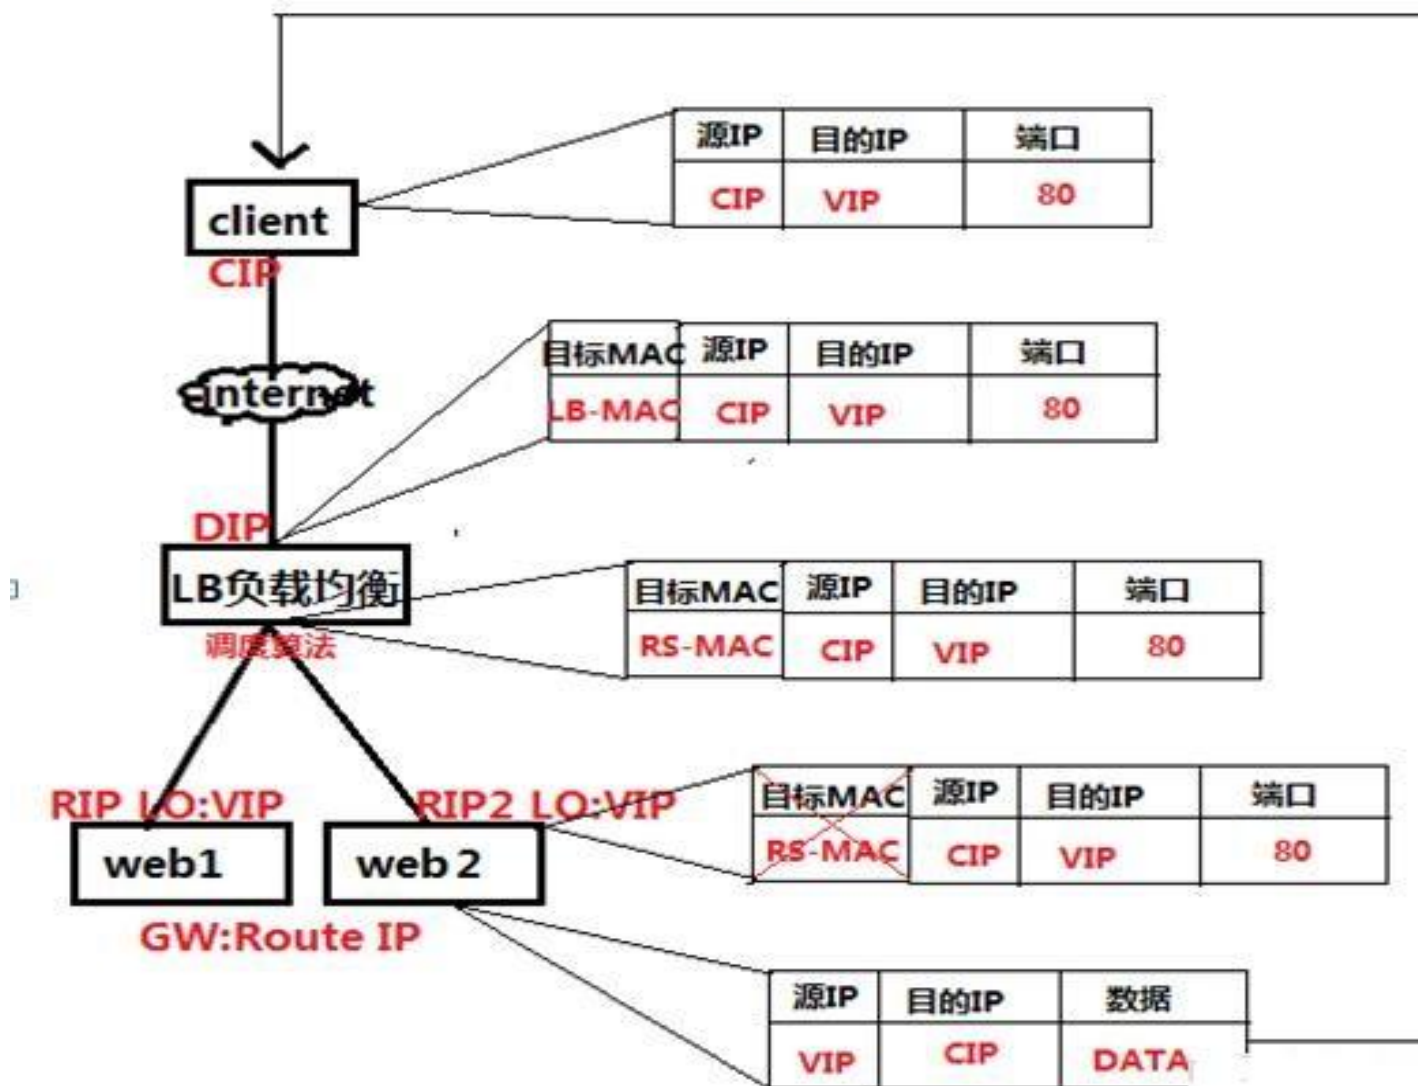 源IP 目的IP 端口
CIP VIP 80
client
CIP
目标MAC 源IP 目的IP 端口
LB-MAC CIP VIP 80
internet
DIP
LB负载均衡
调度算法
目标MAC 源IP 目的IP 端口
RS-MAC CIP VIP 80
RIP LO:VIP
RIP2 LO:VIP
目标MAC 源IP 目的IP 端口
RS-MAC CIP VIP 80
web1
web2
GW:Route IP
源IP 目的IP 数据
VIP CIP DATA